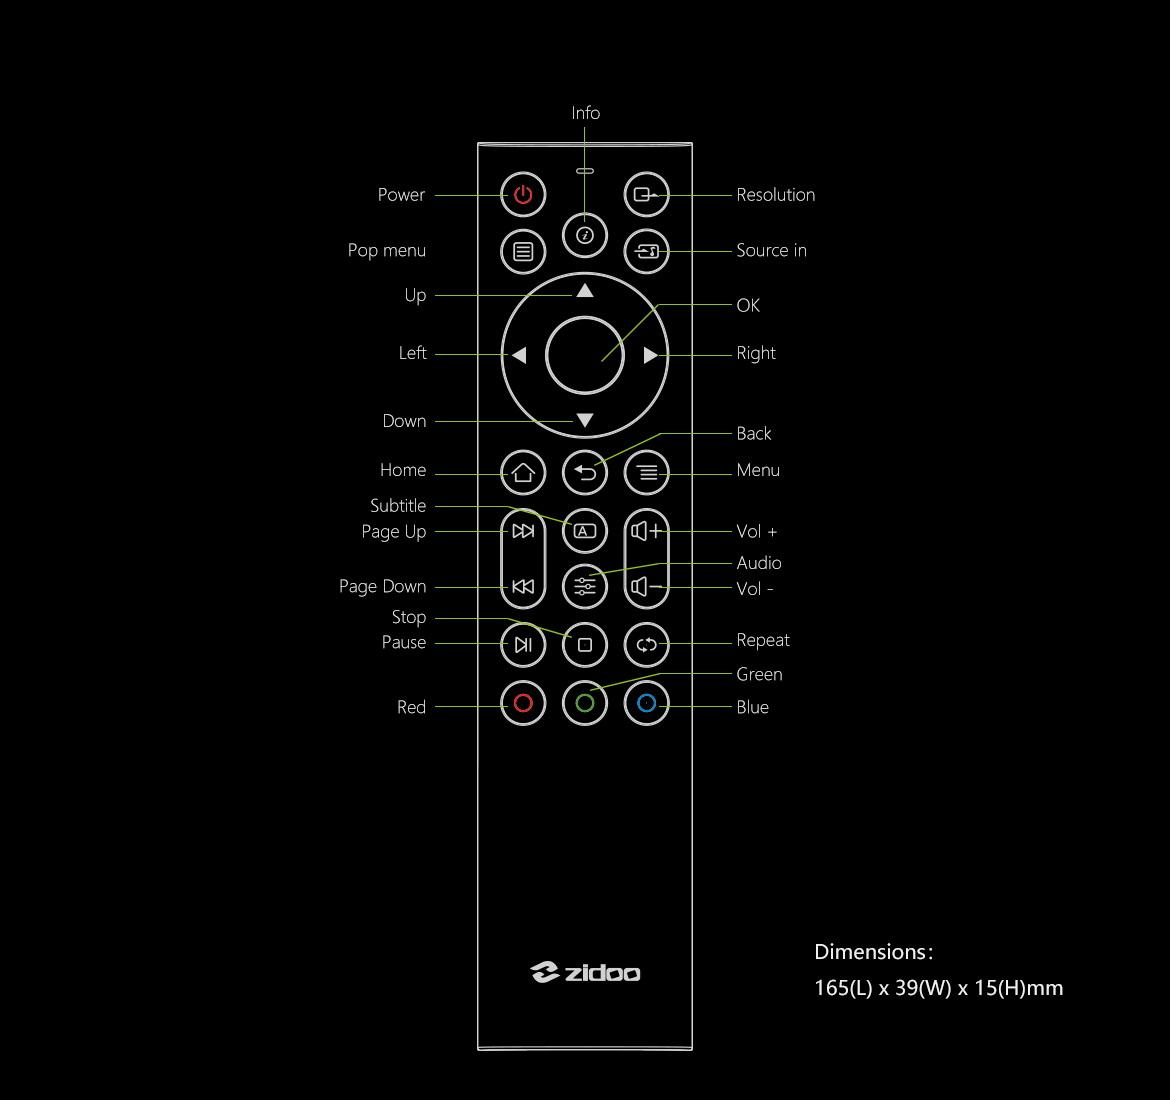 Info
Power
Resolution
Pop menu
Source in
Up
OK
Left
Right
Down
Back
Home
Menu
Subtitle
A
Page Up
Vol +
Audio
Page Down
Vol -
Stop
Pause
Repeat
Green
Red
Blue
zidoo
Dimensions:
165(L) x 39(W) x 15(H)mm